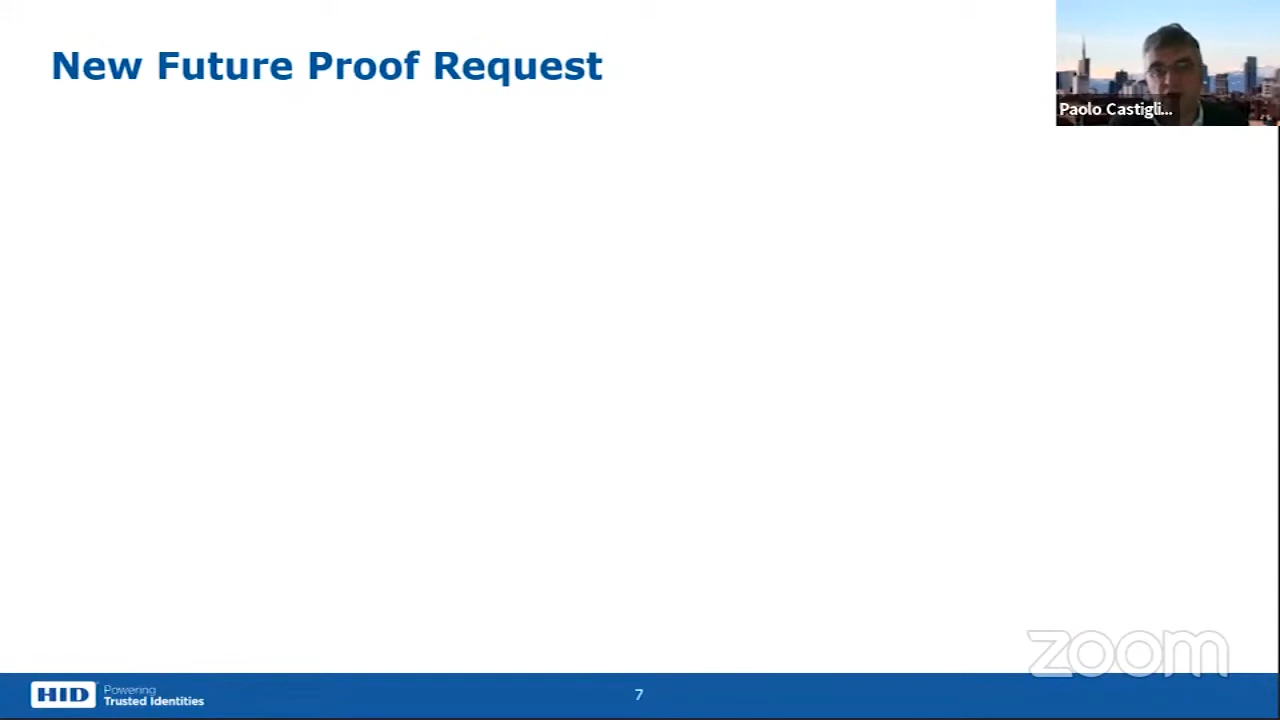 New Future Proof Request
Paolo Castigli...
zoom
HID Powering
Trusted Identities
7